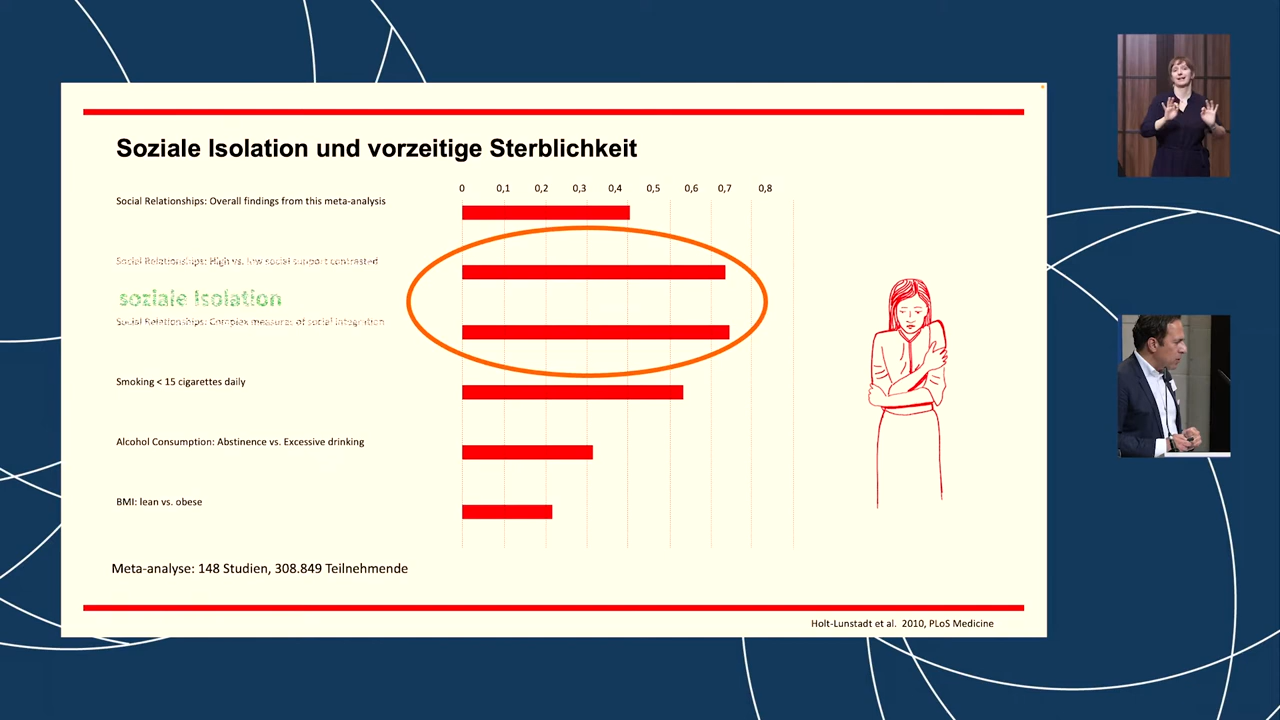 Soziale Isolation und vorzeitige Sterblichkeit
0 0,1 0,2 0,3 0,4 0,5 0,6 0,7 0,8
Social Relationships: Overall findings from this meta-analysis
Social Relationships: High vs. low social support contrasted
soziale Isolation
Social Relationships: Complex measures of social integration
Smoking < 15 cigarettes daily
Alcohol Consumption: Abstinence vs. Excessive drinking
BMI: lean vs. obese
Meta-analyse: 148 Studien, 308.849 Teilnehmende
Holt-Lunstadt et al. 2010, PLoS Medicine